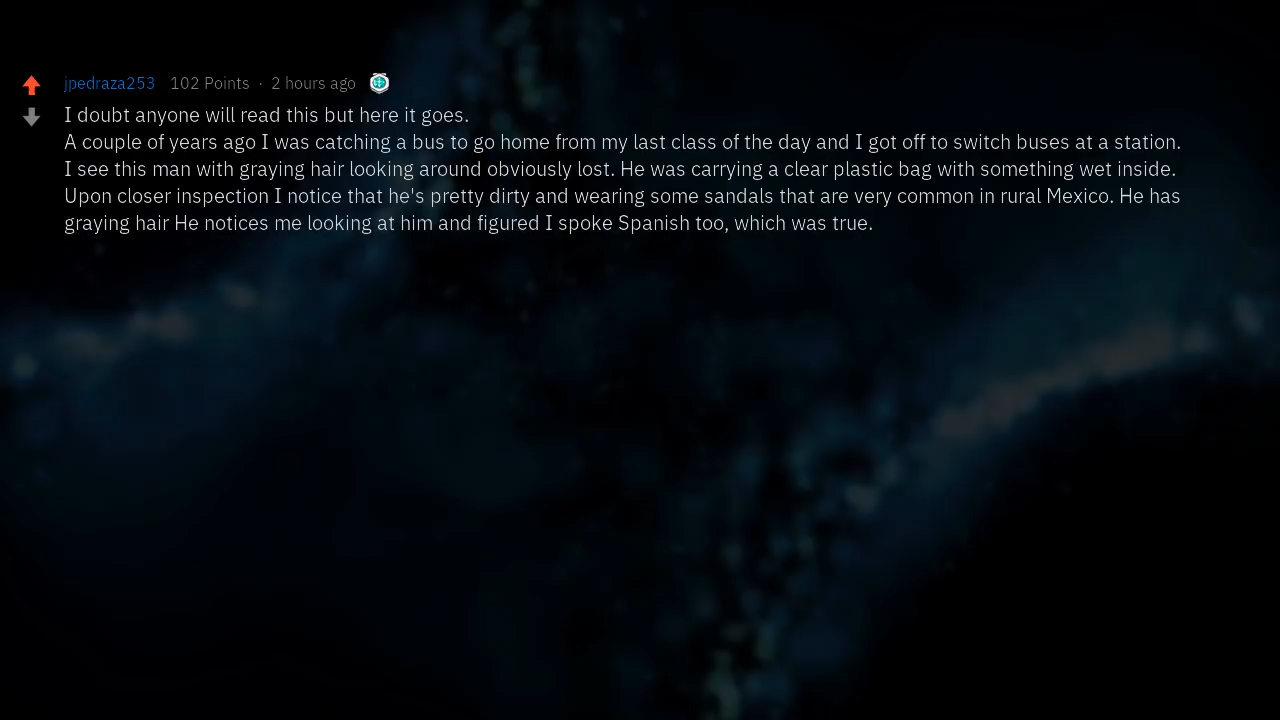 jpedraza253 102 Points · 2 hours ago
I doubt anyone will read this but here it goes.
A couple of years ago I was catching a bus to go home from my last class of the day and I got off to switch buses at a station.
I see this man with graying hair looking around obviously lost. He was carrying a clear plastic bag with something wet inside.
Upon closer inspection I notice that he's pretty dirty and wearing some sandals that are very common in rural Mexico. He has
graying hair He notices me looking at him and figured I spoke Spanish too, which was true.